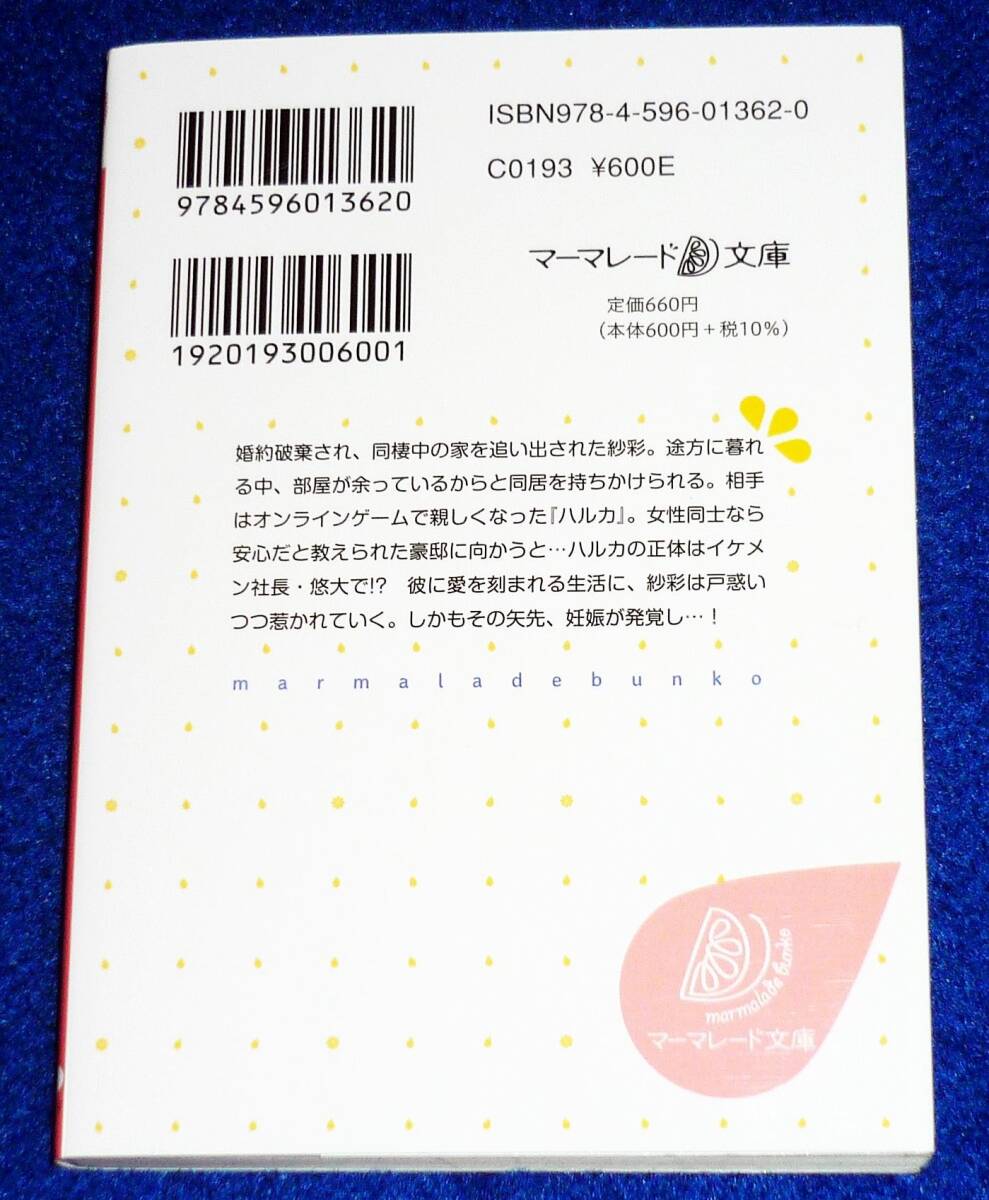 ISBN978-4-596-01362-0
C0193 ¥600E
9784596013620
マーマレード文庫
定価660円
（本体600円＋税10%）
1920193006001
婚約破棄され、同棲中の家を追い出された紗彩。途方に暮れ
る中、部屋が余っているからと同居を持ちかけられる。相手
はオンラインゲームで親しくなった『ハルカ』。女性同士なら
安心だと教えられた豪邸に向かうと…ハルカの正体はイケメ
ン社長・悠大で!?　彼に愛を刻まれる生活に、紗彩は戸惑い
つつ惹かれていく。しかもその矢先、妊娠が発覚し…！
marmaladebunko
marmalade bunko
マーマレード文庫